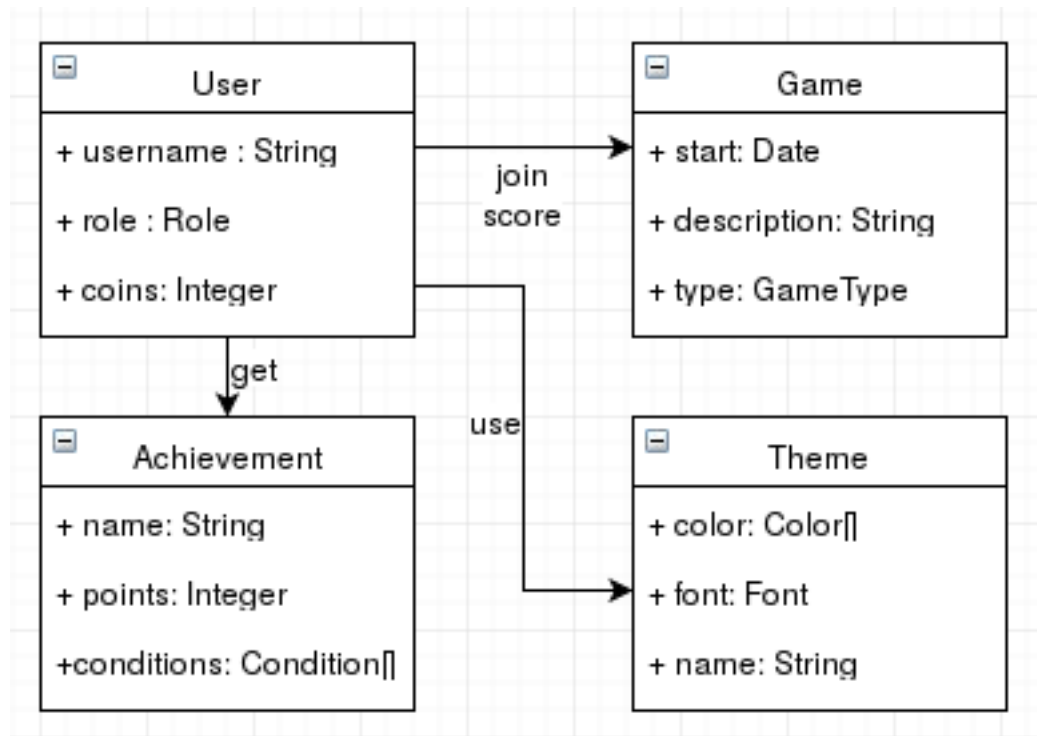 User
+ username : String
+ role : Role
+ coins: Integer
join
score
Game
+ start: Date
+ description: String
+ type: GameType
get
use
Achievement
+ name: String
+ points: Integer
+conditions: Condition[]
Theme
+ color: Color[]
+ font: Font
+ name: String